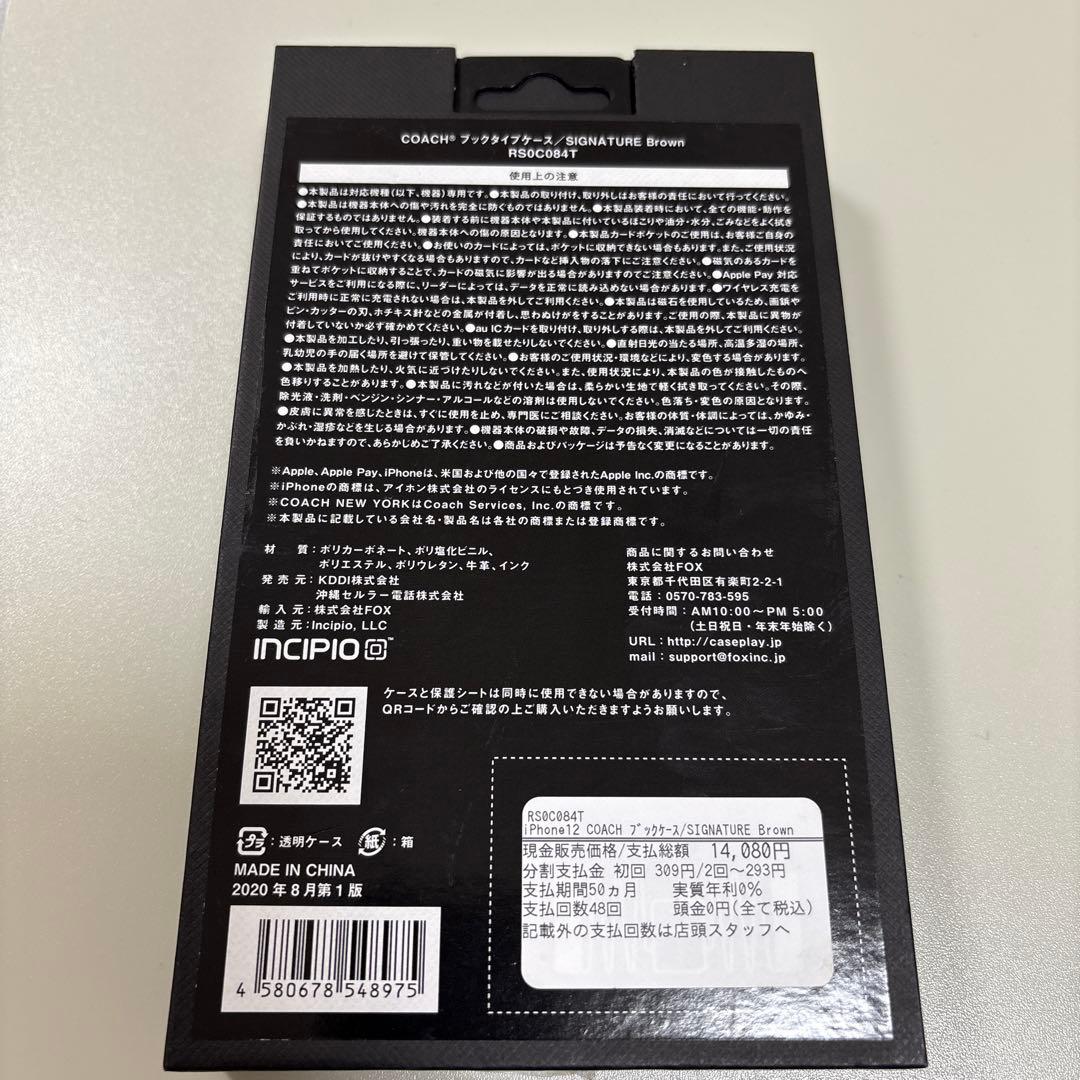 COACH® ブックタイプケース／SIGNATURE Brown
RS0C084T
使用上の注意
●本製品は対応機種(以下、機器)専用です。●本製品の取り付け、取り外しはお客様の責任において行ってください。
●本製品は機器本体への傷や汚れを完全に防ぐものではありません。●本製品装着時において、全ての機能・動作を
保証するものではありません。●装着する前に機器本体や本製品に付いているほこりや油分・水分、ごみなどをよく拭き
取ってから使用してください。機器本体への傷の原因となります。●本製品カードポケットのご使用は、お客様ご自身の
責任においてご使用ください。●お使いのカードによっては、ポケットに収納できない場合もあります。また、ご使用状況
により、カードが抜けやすくなる場合もありますので、カードなど挿入物の落下にご注意ください。●磁気のあるカードを
重ねてポケットに収納することで、カードの磁気に影響が出る場合がありますのでご注意ください。●Apple Pay 対応
サービスをご利用になる際に、リーダーによっては、データを正常に読み込めない場合があります。●ワイヤレス充電を
ご利用時に正常に充電されない場合は、本製品を外してご利用ください。●本製品は磁石を使用しているため、画鋲や
ピン・カッターの刃、ホチキス針などの金属が付着し、思わぬけがをすることがあります。ご使用の際、本製品に異物が
付着していないか必ず確かめてください。●au ICカードを取り付け、取り外しする際は、本製品を外してご利用ください。
●本製品を加工したり、引っ張ったり、重い物を載せたりしないでください。●直射日光の当たる場所、高温多湿の場所、
乳幼児の手の届く場所を避けて保管してください。●お客様のご使用状況・環境などにより、変色する場合があります。
●本製品を加熱したり、火気に近づけたりしないでください。また、使用状況により、本製品の色が接触したものへ
色移りすることがあります。●本製品に汚れなどが付いた場合は、柔らかい生地で軽く拭き取ってください。その際、
除光液・洗剤・ベンジン・シンナー・アルコールなどの溶剤は使用しないでください。色落ち・変色の原因となります。
●皮膚に異常を感じたときは、すぐに使用を止め、専門医にご相談ください。お客様の体質・体調によっては、かゆみ・
かぶれ・湿疹などを生じる場合があります。●機器本体の破損や故障、データの損失、消滅などについては一切の責任
を負いかねますので、あらかじめご了承ください。●商品およびパッケージは予告なく変更になることがあります。
※Apple、Apple Pay、iPhoneは、米国および他の国々で登録されたApple Inc.の商標です。
※iPhoneの商標は、アイホン株式会社のライセンスにもとづき使用されています。
※COACH NEW YORKはCoach Services, Inc.の商標です。
※本製品に記載している会社名・製品名は各社の商標または登録商標です。
材　質：ポリカーボネート、ポリ塩化ビニル、
ポリエステル、ポリウレタン、牛革、インク
発 売 元：KDDI株式会社
沖縄セルラー電話株式会社
輸 入 元：株式会社FOX
製 造 元：Incipio, LLC
INCIPIO™
商品に関するお問い合わせ
株式会社FOX
東京都千代田区有楽町2-2-1
電話：0570-783-595
受付時間：AM10:00～PM 5:00
(土日祝日・年末年始除く)
URL：http://caseplay.jp
mail：support@foxinc.jp
ケースと保護シートは同時に使用できない場合がありますので、
QRコードからご確認の上ご購入いただきますようお願いします。
プラ：透明ケース 紙：箱
MADE IN CHINA
2020 年 8 月第 1 版
4 580678 548975
RS0C084T
iPhone12 COACH ブックケース/SIGNATURE Brown
現金販売価格/支払総額 14,080円
分割支払金 初回 309円/2回～293円
支払期間50ヵ月 実質年利0%
支払回数48回 頭金0円(全て税込)
記載外の支払回数は店頭スタッフへ